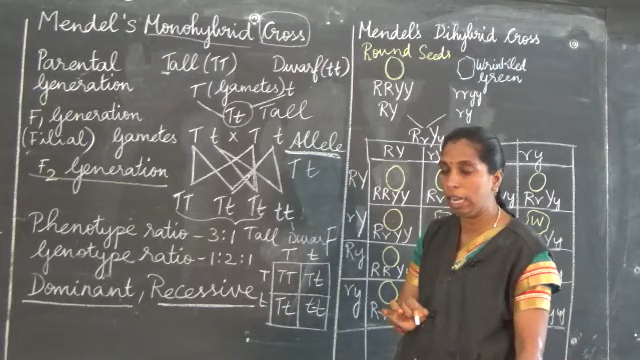 Mendel's Monohybrid Cross
Parental Generation Tall (TT) Dwarf (tt)
T (Gametes) t
F₁ Generation Tt Tall
(Filial) Gametes T t x T t Allele
F₂ Generation T t
TT Tt Tt tt
Phenotype ratio - 3:1 Tall Dwarf
Genotype ratio - 1:2:1
Dominant, Recessive
T t
T TT Tt
t Tt tt
Mendel's Dihybrid Cross
Round Seeds
Wrinkled Green
RRYY rryy
RY ry
RrYy
RY ry
RY RRYY RrYy
rY RrYY
Ry
ry